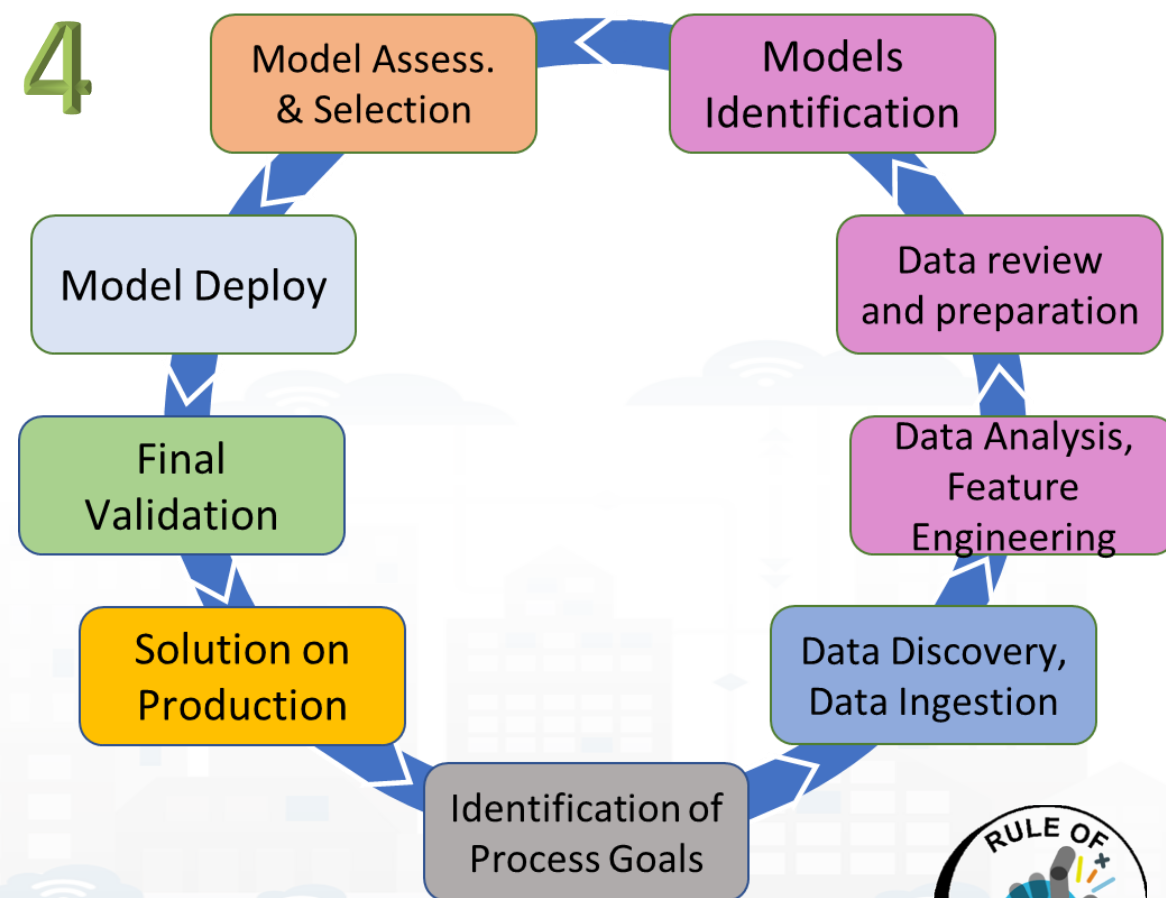 4
Model Assess.
& Selection
Models
Identification
Model Deploy
Data review
and preparation
Final
Validation
Data Analysis,
Feature
Engineering
Solution on
Production
Data Discovery,
Data Ingestion
Identification of
Process Goals
RULE OF